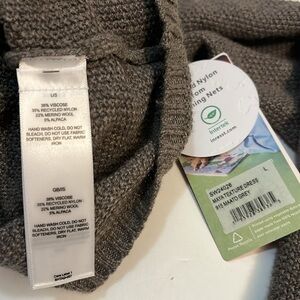 US
38% VISCOSE
35% RECYCLED NYLON
22% MERINO WOOL
5% ALPACA
HAND WASH COLD, DO NOT
BLEACH, DO NOT USE FABRIC
SOFTENERS, DRY FLAT, WARM
IRON
GB/IS
38% VISCOSE
35% RECYCLED NYLON
22% MERINO WOOL
5% ALPACA
HAND WASH COLD, DO NOT
BLEACH, DO NOT USE FABRIC
SOFTENERS, DRY FLAT, WARM
IRON
Nylon
Nets
Intertek
SW24128
L
MAYA TEXTURE DRESS